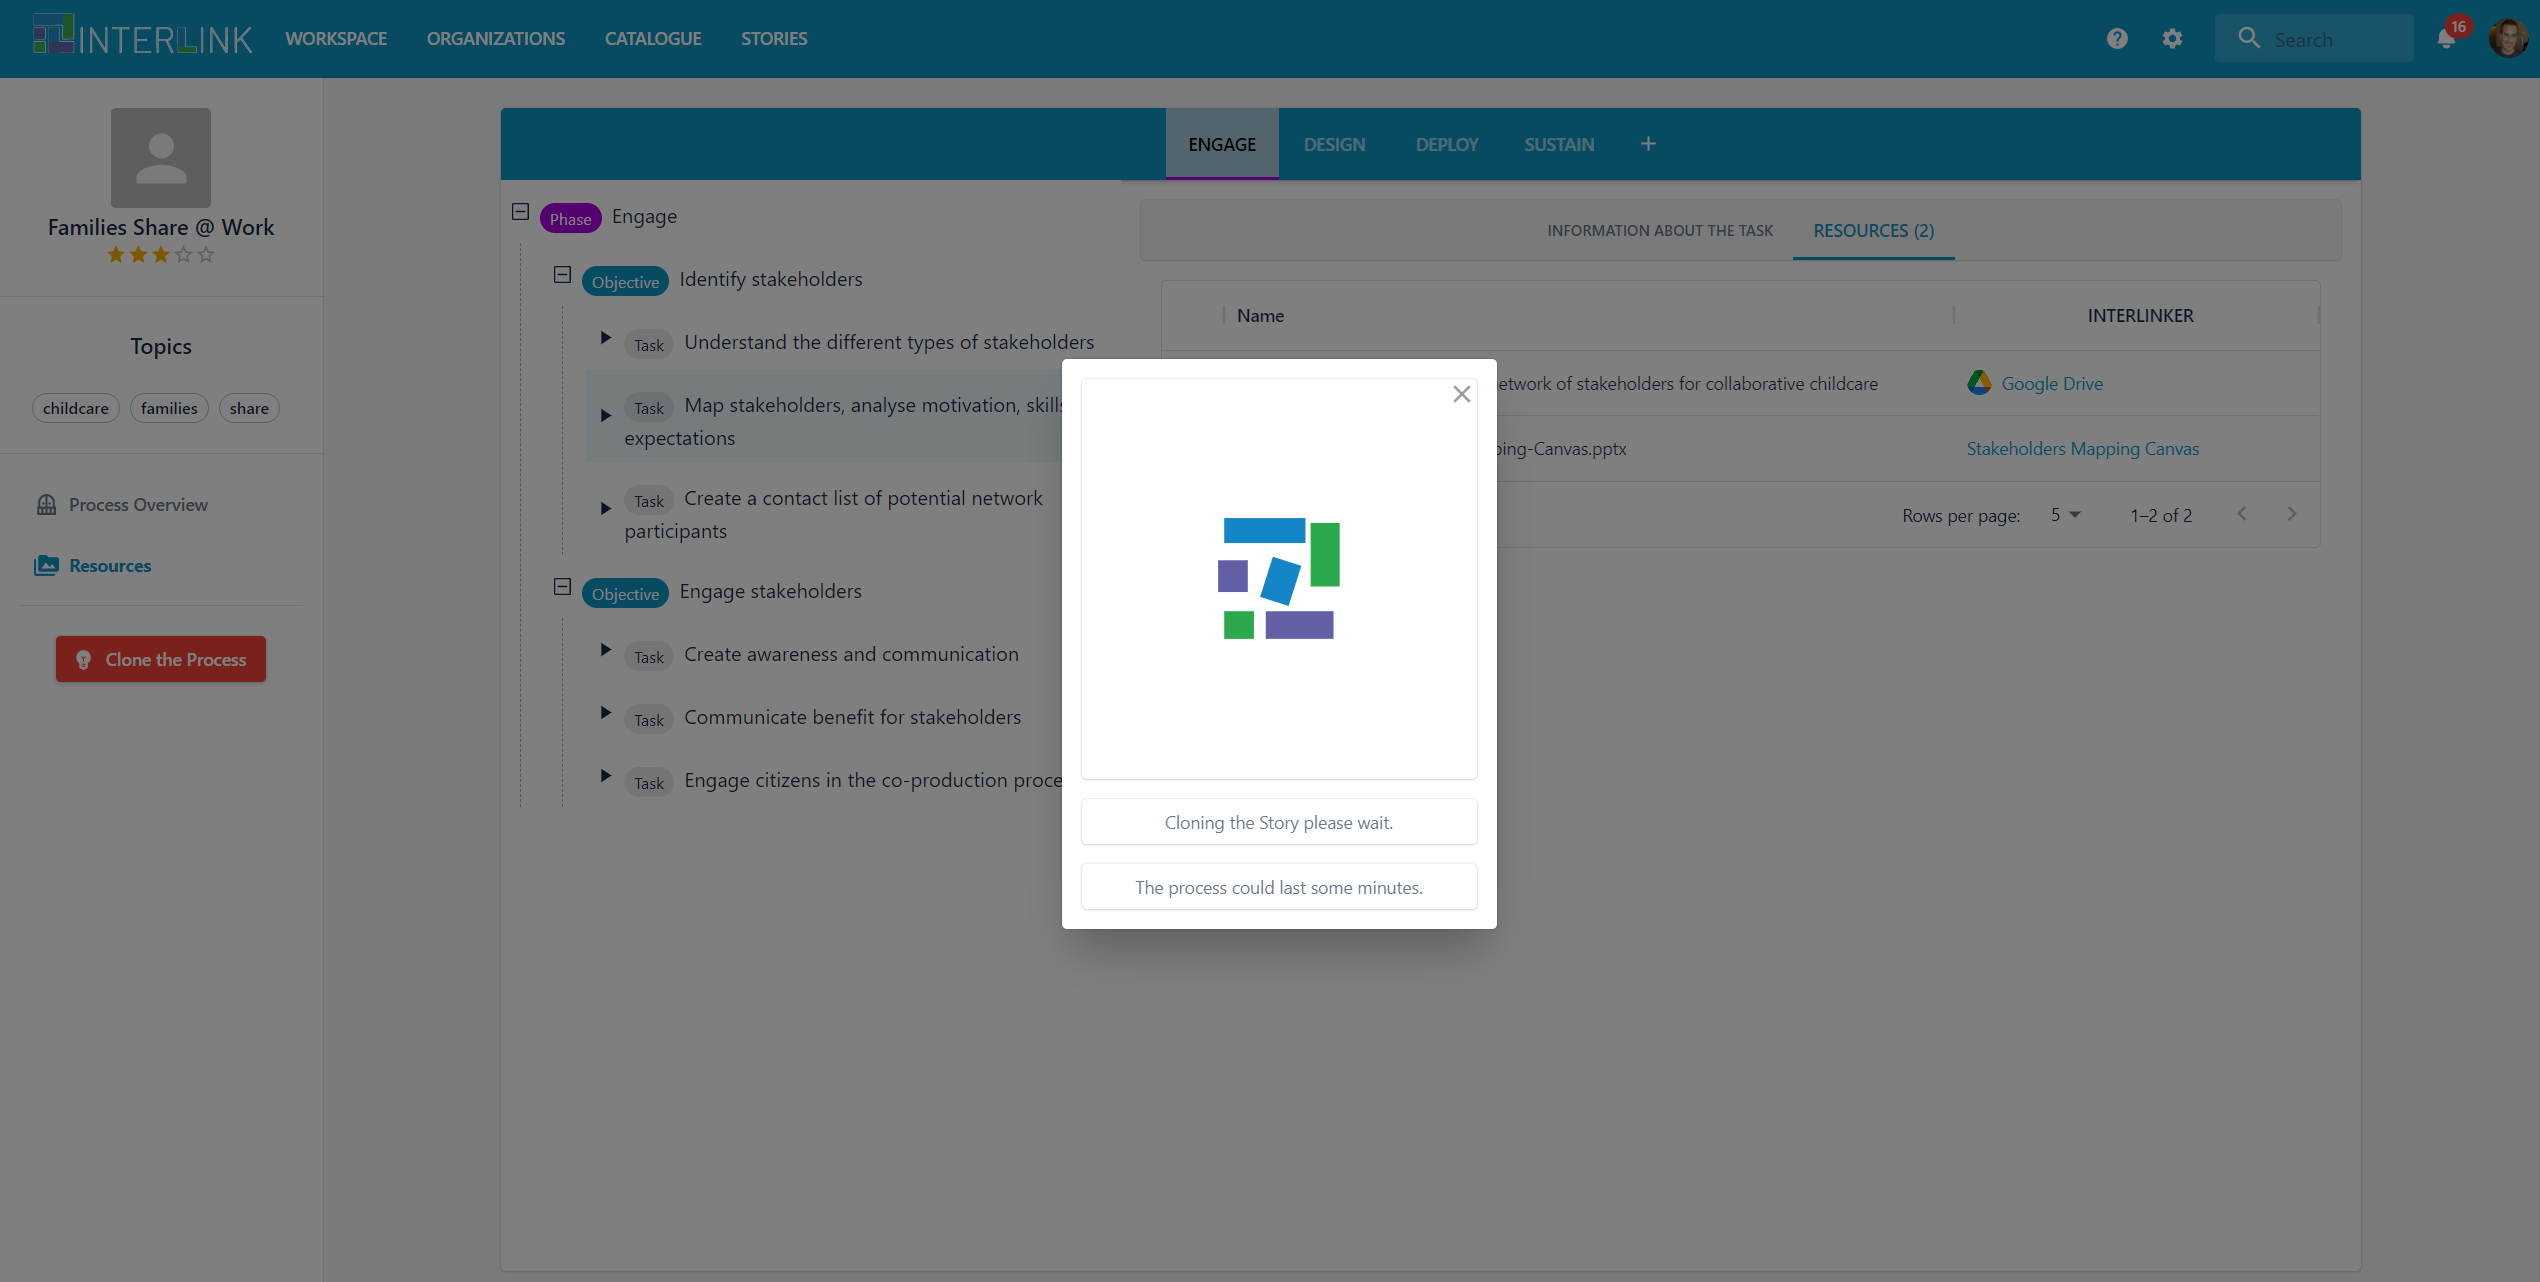 INTERLINK WORKSPACE ORGANIZATIONS CATALOGUE STORIES Search 16
Families Share @ Work
Topics
childcare families share
Process Overview
Resources
Clone the Process
ENGAGE DESIGN DEPLOY SUSTAIN +
Phase Engage
Objective Identify stakeholders
Task Understand the different types of stakeholders
Task Map stakeholders, analyse motivation, skills
expectations
Task Create a contact list of potential network
participants
Objective Engage stakeholders
Task Create awareness and communication
Task Communicate benefit for stakeholders
Task Engage citizens in the co-production proce
INFORMATION ABOUT THE TASK RESOURCES (2)
Name INTERLINKER
etwork of stakeholders for collaborative childcare Google Drive
ping-Canvas.pptx Stakeholders Mapping Canvas
Rows per page: 5 1–2 of 2
Cloning the Story please wait.
The process could last some minutes.